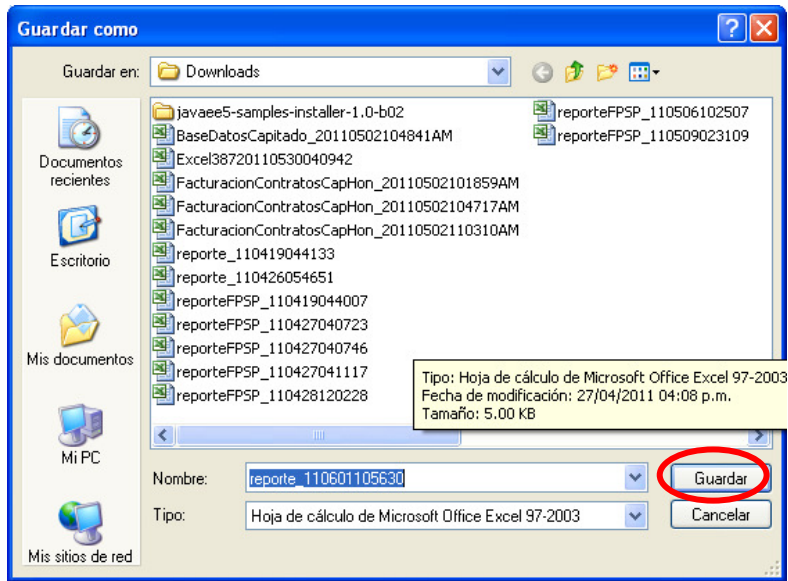 Guardar como
Guardar en:
Downloads
Documentos
recientes
Escritorio
Mis documentos
Mi PC
Mis sitios de red
javaee5-samples-installer-1.0-b02
BaseDatosCapitado_20110502104841AM
Excel38720110530040942
FacturacionContratosCapHon_20110502101859AM
FacturacionContratosCapHon_20110502104717AM
FacturacionContratosCapHon_20110502110310AM
reporte_110419044133
reporte_110426054651
reporteFPSP_110419044007
reporteFPSP_110427040723
reporteFPSP_110427040746
reporteFPSP_110427041117
reporteFPSP_110428120228
reporteFPSP_110506102507
reporteFPSP_110509023109
Tipo: Hoja de cálculo de Microsoft Office Excel 97-2003
Fecha de modificación: 27/04/2011 04:08 p.m.
Tamaño: 5.00 KB
Nombre:
reporte_110601105630
Guardar
Tipo:
Hoja de cálculo de Microsoft Office Excel 97-2003
Cancelar